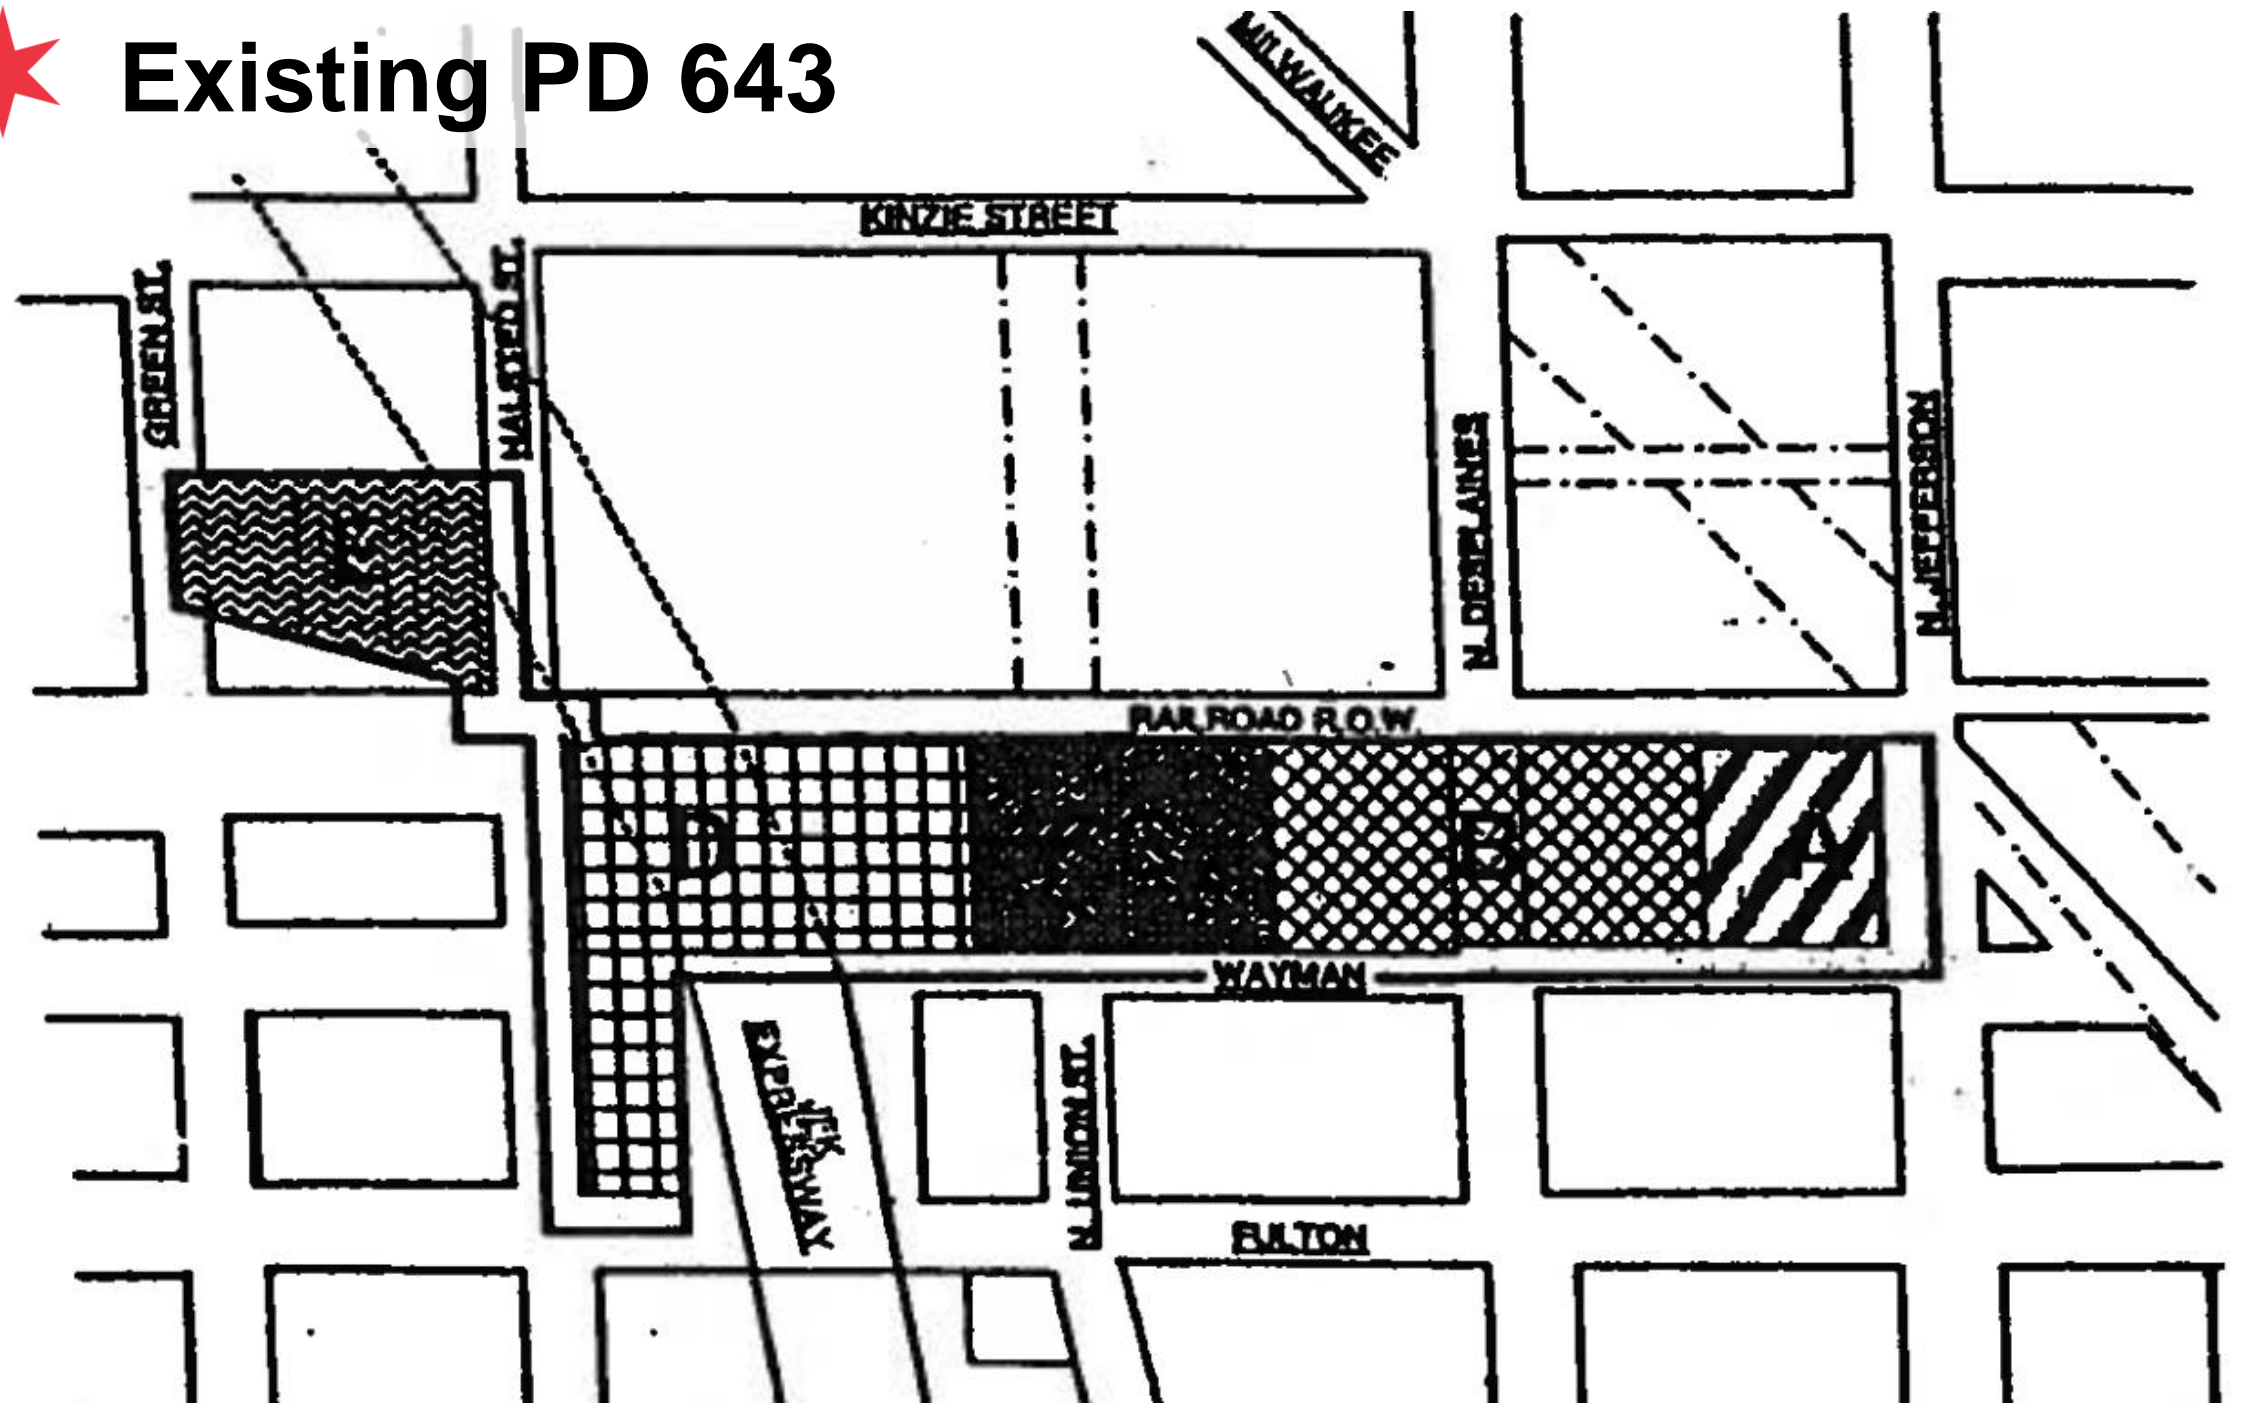 Existing PD 643
MILWAUKEE
KINZIE STREET
GREEN ST.
HALSTED ST.
N. DESPLAINES
N. JEFFERSON
RAILROAD R.O.W.
D
B
A
WAYMAN
JFK
EXPRESSWAY
N. UNION ST.
FULTON